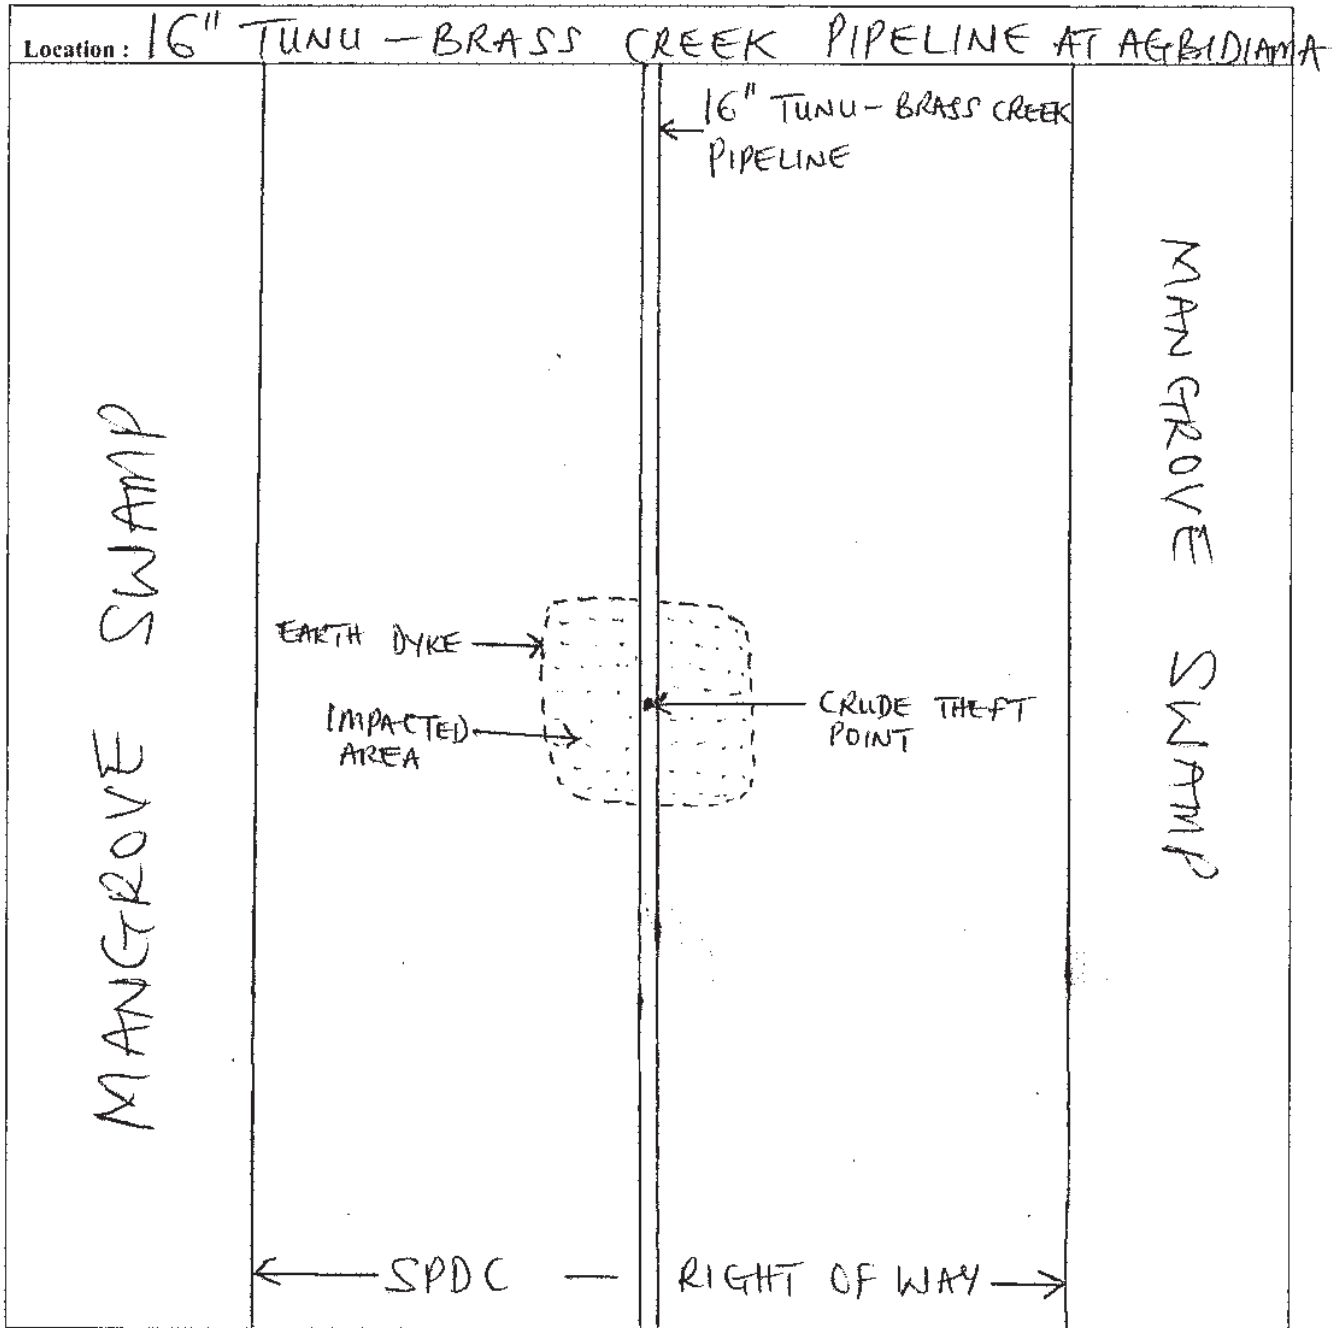 Location : 16" TUNU - BRASS CREEK PIPELINE AT AGBIDIAMA
16" TUNU - BRASS CREEK
PIPELINE
MANGROVE SWAMP
MANGROVE SWAMP
EARTH DYKE
IMPACTED
AREA
CRUDE THEFT
POINT
SPDC - RIGHT OF WAY